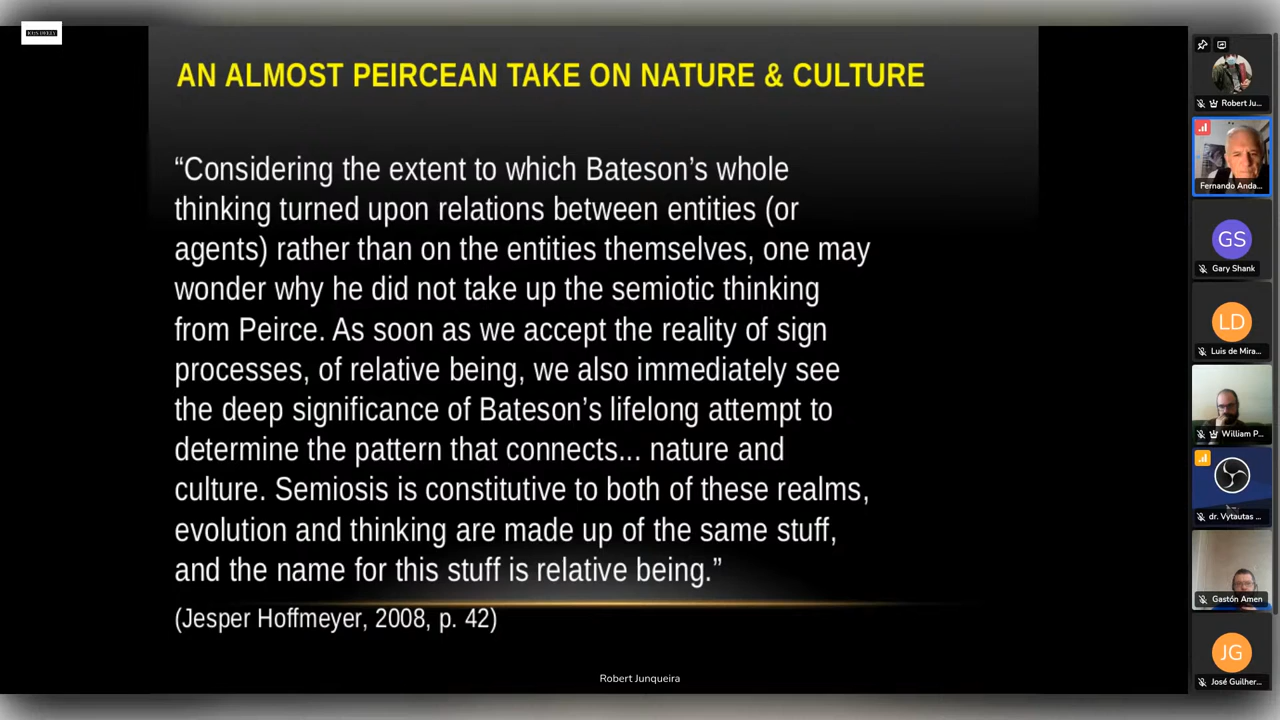 AN ALMOST PEIRCEAN TAKE ON NATURE & CULTURE
“Considering the extent to which Bateson’s whole
thinking turned upon relations between entities (or
agents) rather than on the entities themselves, one may
wonder why he did not take up the semiotic thinking
from Peirce. As soon as we accept the reality of sign
processes, of relative being, we also immediately see
the deep significance of Bateson’s lifelong attempt to
determine the pattern that connects... nature and
culture. Semiosis is constitutive to both of these realms,
evolution and thinking are made up of the same stuff,
and the name for this stuff is relative being.”
(Jesper Hoffmeyer, 2008, p. 42)
Robert Junqueira
Robert Ju...
Fernando Anda...
GS
Gary Shank
LD
Luis de Mira...
William P...
dr. Vytautas ...
Gastón Amen
JG
José Guilher...